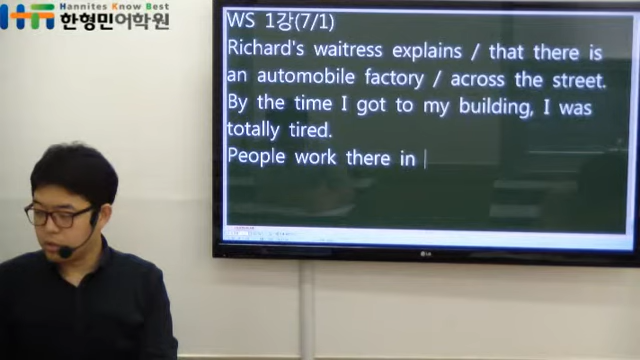 Hannites Know Best
한형민어학원
WS 1강(7/1)
Richard's waitress explains / that there is
an automobile factory / across the street.
By the time I got to my building, I was
totally tired.
People work there in
LG